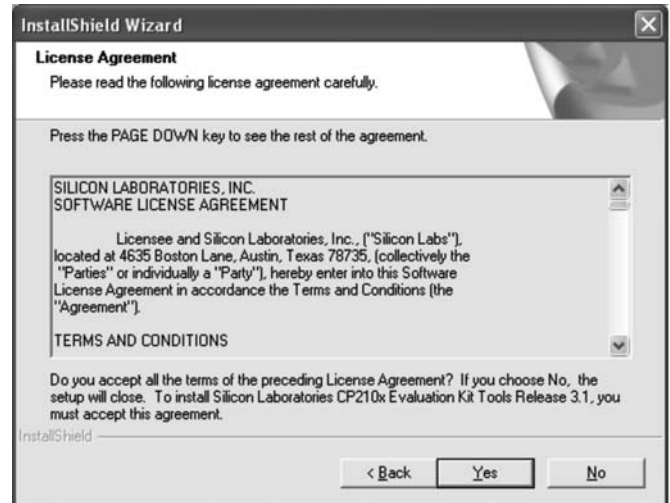 InstallShield Wizard
License Agreement
Please read the following license agreement carefully.
Press the PAGE DOWN key to see the rest of the agreement.
SILICON LABORATORIES, INC.
SOFTWARE LICENSE AGREEMENT
Licensee and Silicon Laboratories, Inc., ("Silicon Labs"),
located at 4635 Boston Lane, Austin, Texas 78735, (collectively the
"Parties" or individually a "Party"), hereby enter into this Software
License Agreement in accordance the Terms and Conditions (the
"Agreement").
TERMS AND CONDITIONS
Do you accept all the terms of the preceding License Agreement? If you choose No, the
setup will close. To install Silicon Laboratories CP210x Evaluation Kit Tools Release 3.1, you
must accept this agreement.
InstallShield
< Back Yes No